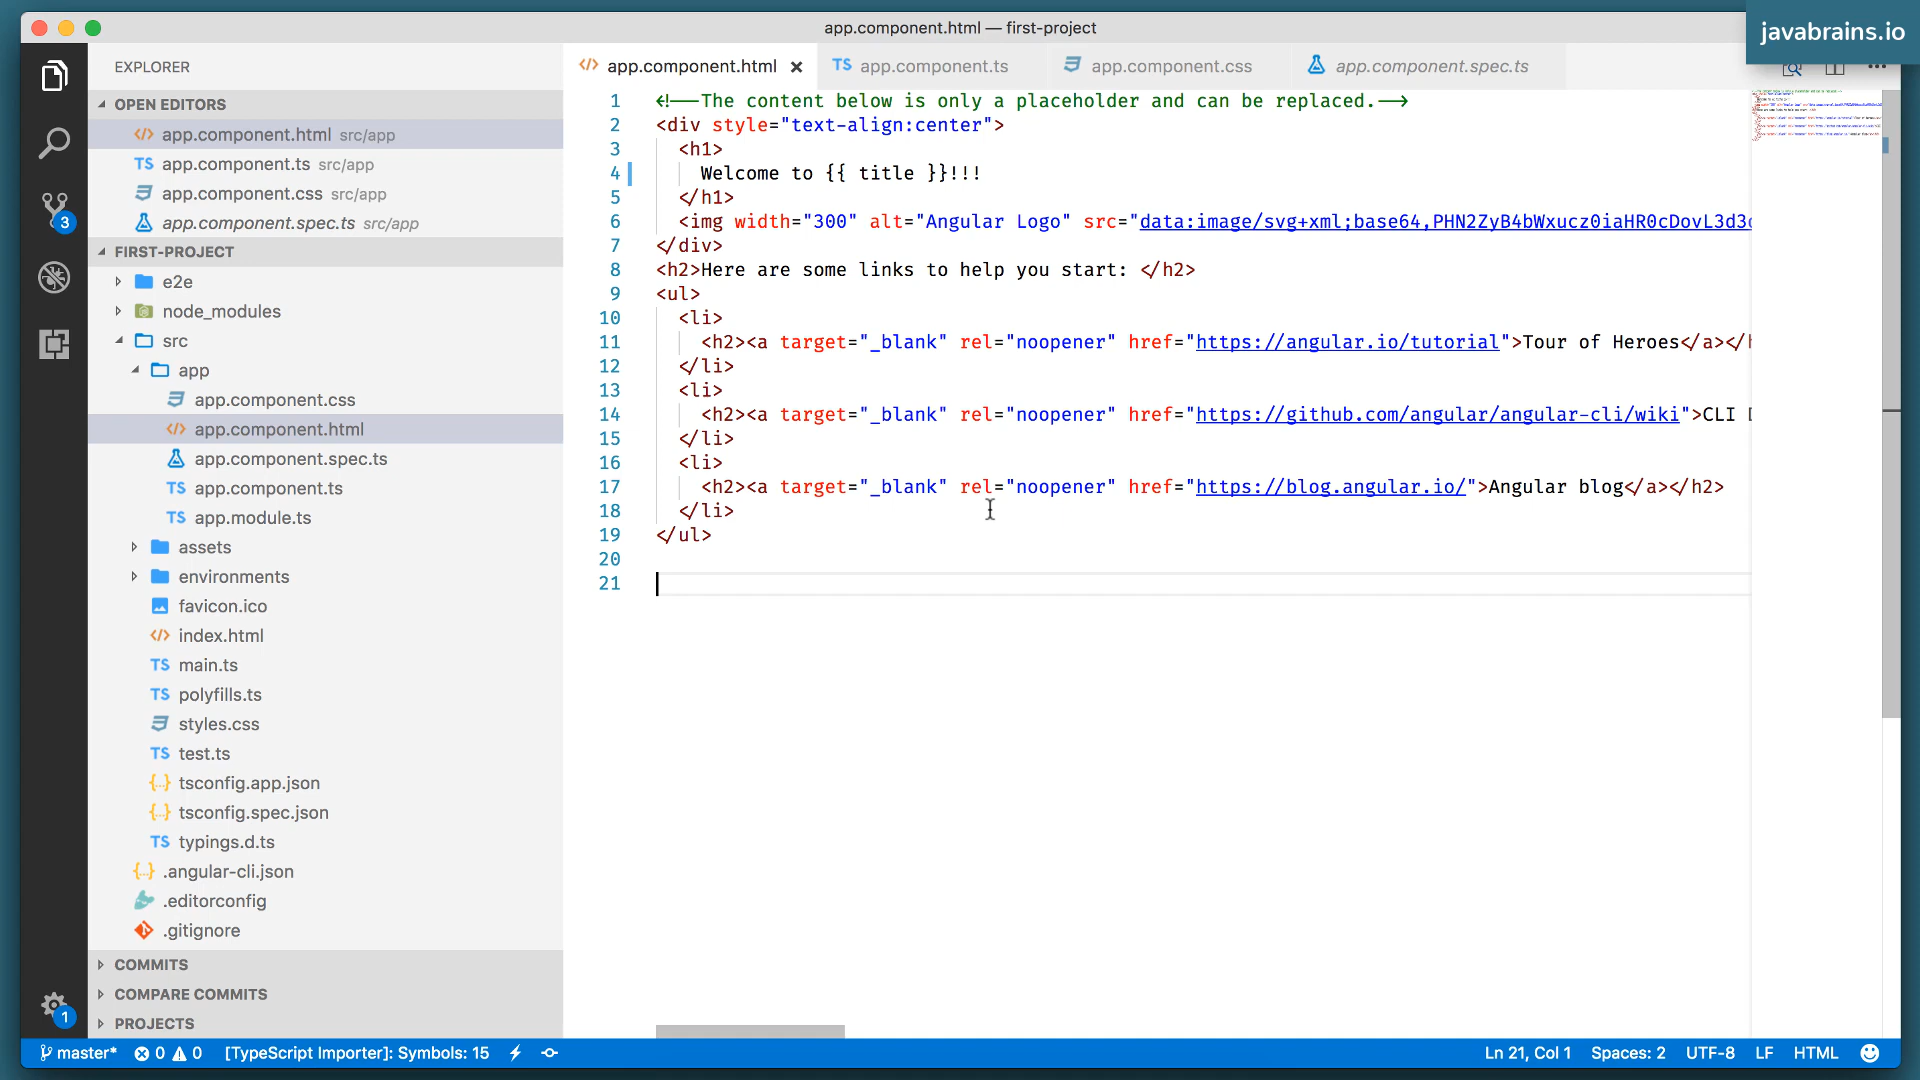 app.component.html — first-project
javabrains.io
EXPLORER
OPEN EDITORS
app.component.html src/app
TS app.component.ts src/app
app.component.css src/app
app.component.spec.ts src/app
FIRST-PROJECT
e2e
node_modules
src
app
app.component.css
app.component.html
app.component.spec.ts
TS app.component.ts
TS app.module.ts
assets
environments
favicon.ico
index.html
TS main.ts
TS polyfills.ts
styles.css
TS test.ts
{..} tsconfig.app.json
{..} tsconfig.spec.json
TS typings.d.ts
{..} .angular-cli.json
.editorconfig
.gitignore
COMMITS
COMPARE COMMITS
PROJECTS
3
1
app.component.html × TS app.component.ts app.component.css app.component.spec.ts
1 <!--The content below is only a placeholder and can be replaced.-->
2 <div style="text-align:center">
3 <h1>
4 Welcome to {{ title }}!!!
5 </h1>
6 <img width="300" alt="Angular Logo" src="data:image/svg+xml;base64,PHN2ZyB4bWxucz0iaHR0cDovL3d3
7 </div>
8 <h2>Here are some links to help you start: </h2>
9 <ul>
10 <li>
11 <h2><a target="_blank" rel="noopener" href="https://angular.io/tutorial">Tour of Heroes</a></h
12 </li>
13 <li>
14 <h2><a target="_blank" rel="noopener" href="https://github.com/angular/angular-cli/wiki">CLI
15 </li>
16 <li>
17 <h2><a target="_blank" rel="noopener" href="https://blog.angular.io/">Angular blog</a></h2>
18 </li>
19 </ul>
20
21
master* 0 0 [TypeScript Importer]: Symbols: 15 Ln 21, Col 1 Spaces: 2 UTF-8 LF HTML